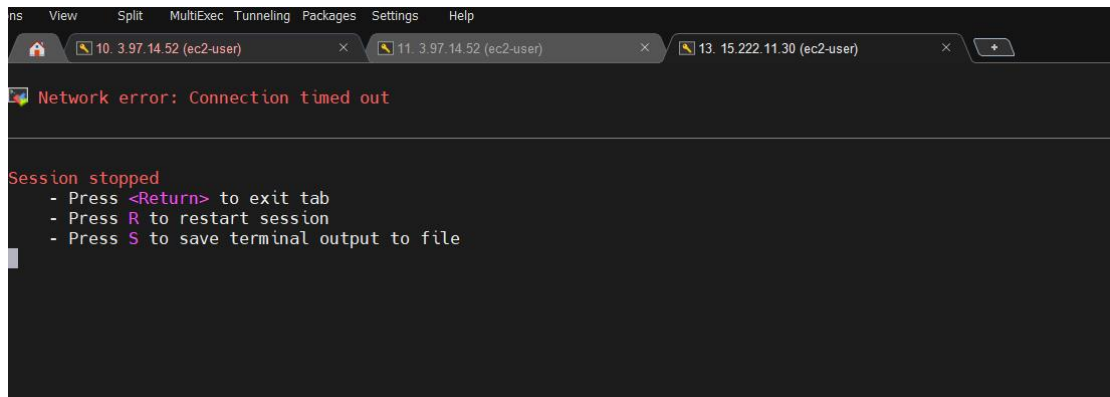 ns View Split MultiExec Tunneling Packages Settings Help
10. 3.97.14.52 (ec2-user) × 11. 3.97.14.52 (ec2-user) × 13. 15.222.11.30 (ec2-user) × +
Network error: Connection timed out
Session stopped
- Press <Return> to exit tab
- Press R to restart session
- Press S to save terminal output to file